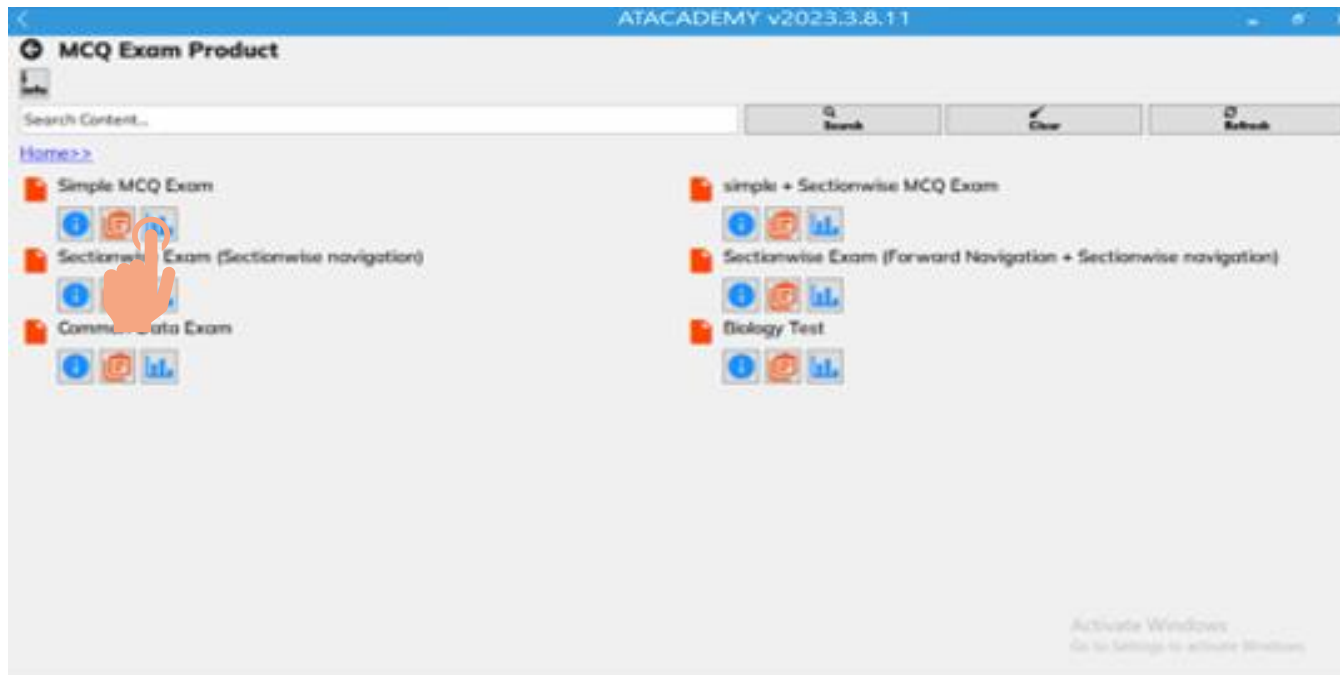 ATACADEMY v2023.3.8.11
MCQ Exam Product
info
Search Content...
Search
Clear
Refresh
Home>>
Simple MCQ Exam
simple + Sectionwise MCQ Exam
Exam (Sectionwise navigation)
Sectionwise Exam (Forward Navigation + Sectionwise navigation)
Exam
Biology Test
Activate Windows
Go to Settings to activate Windows.